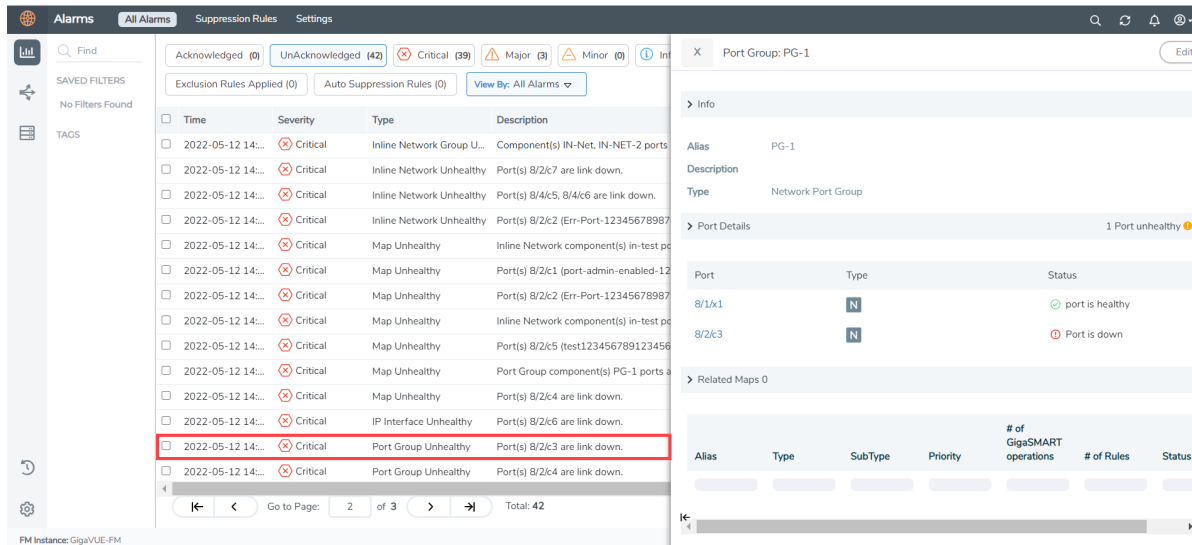 Alarms All Alarms Suppression Rules Settings
Find
SAVED FILTERS
No Filters Found
TAGS
Acknowledged (0) UnAcknowledged (42) Critical (39) Major (3) Minor (0) Inf
Exclusion Rules Applied (0) Auto Suppression Rules (0) View By: All Alarms
Time Severity Type Description
2022-05-12 14:... Critical Inline Network Group U... Component(s) IN-Net, IN-NET-2 ports
2022-05-12 14:... Critical Inline Network Unhealthy Port(s) 8/2/c7 are link down.
2022-05-12 14:... Critical Inline Network Unhealthy Port(s) 8/4/c5, 8/4/c6 are link down.
2022-05-12 14:... Critical Inline Network Unhealthy Port(s) 8/2/c2 (Err-Port-12345678987
2022-05-12 14:... Critical Map Unhealthy Inline Network component(s) in-test po
2022-05-12 14:... Critical Map Unhealthy Port(s) 8/2/c1 (port-admin-enabled-12
2022-05-12 14:... Critical Map Unhealthy Port(s) 8/2/c2 (Err-Port-12345678987
2022-05-12 14:... Critical Map Unhealthy Inline Network component(s) in-test po
2022-05-12 14:... Critical Map Unhealthy Port(s) 8/2/c5 (test123456789123456
2022-05-12 14:... Critical Map Unhealthy Port Group component(s) PG-1 ports a
2022-05-12 14:... Critical Map Unhealthy Port(s) 8/2/c4 are link down.
2022-05-12 14:... Critical IP Interface Unhealthy Port(s) 8/2/c6 are link down.
2022-05-12 14:... Critical Port Group Unhealthy Port(s) 8/2/c3 are link down.
2022-05-12 14:... Critical Port Group Unhealthy Port(s) 8/2/c4 are link down.
Go to Page: 2 of 3 Total: 42
FM Instance: GigaVUE-FM
X Port Group: PG-1 Edit
Info
Alias PG-1
Description
Type Network Port Group
Port Details 1 Port unhealthy
Port Type Status
8/1/x1 N port is healthy
8/2/c3 N Port is down
Related Maps 0
Alias Type SubType Priority # of GigaSMART operations # of Rules Status